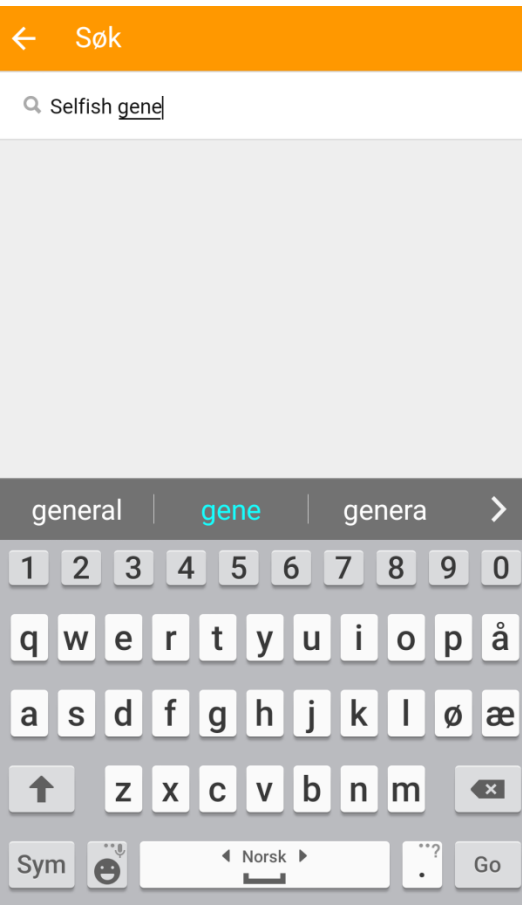 Søk
Selfish gene
general gene genera
1 2 3 4 5 6 7 8 9 0
q w e r t y u i o p å
a s d f g h j k l ø æ
z x c v b n m
Sym Norsk . ? Go